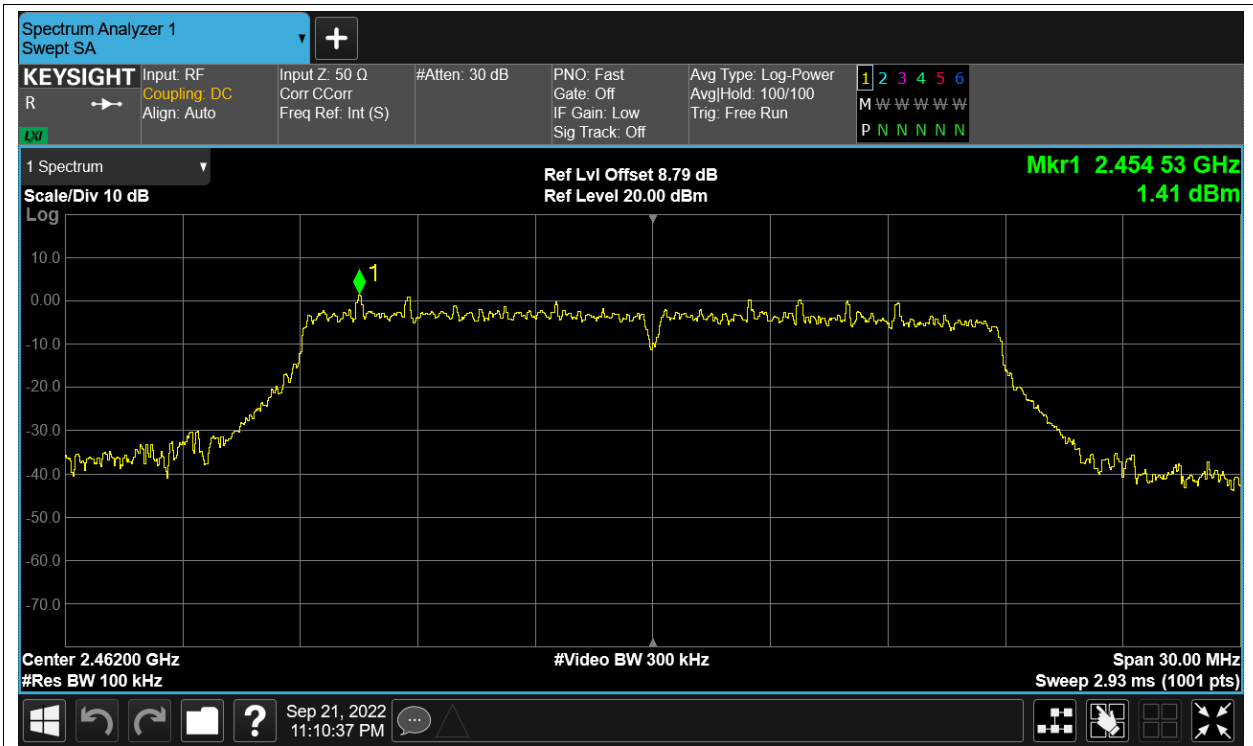 Spectrum Analyzer 1
Swept SA
KEYSIGHT
R
LXI
Input: RF
Coupling: DC
Align: Auto
Input Z: 50 Ω
Corr CCorr
Freq Ref: Int (S)
#Atten: 30 dB
PNO: Fast
Gate: Off
IF Gain: Low
Sig Track: Off
Avg Type: Log-Power
Avg|Hold: 100/100
Trig: Free Run
1 2 3 4 5 6
M W W W W W
P N N N N N
1 Spectrum
Scale/Div 10 dB
Log
Ref Lvl Offset 8.79 dB
Ref Level 20.00 dBm
Mkr1 2.454 53 GHz
1.41 dBm
1
10.0
0.00
-10.0
-20.0
-30.0
-40.0
-50.0
-60.0
-70.0
Center 2.46200 GHz
#Video BW 300 kHz
Span 30.00 MHz
#Res BW 100 kHz
Sweep 2.93 ms (1001 pts)
?
Sep 21, 2022
11:10:37 PM